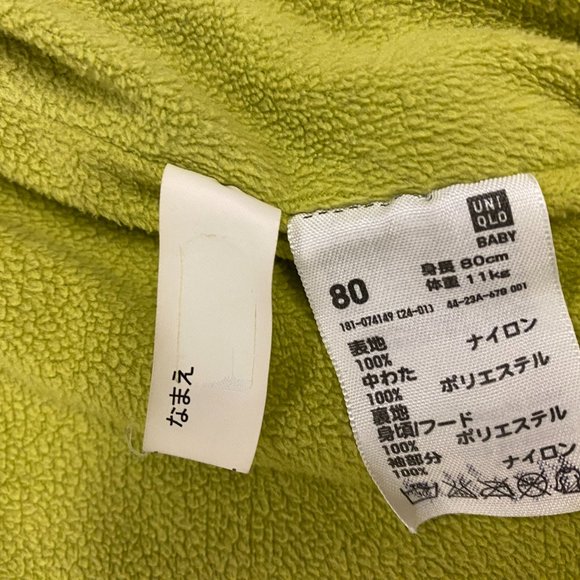 なまえ
UNI
QLO
BABY
80
身長 80cm
体重 11kg
181-074149 (24-01) 44-23A-678 001
表地
100% ナイロン
中わた
100% ポリエステル
裏地
身頃/フード
100% ポリエステル
袖部分
100% ナイロン